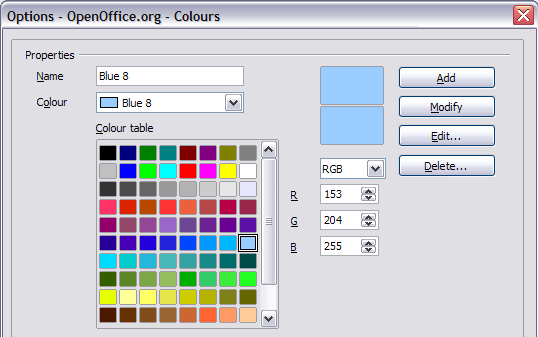 Options - OpenOffice.org - Colours
Properties
Name
Blue 8
Add
Colour
Blue 8
Modify
Colour table
Edit...
RGB
Delete...
R
153
G
204
B
255